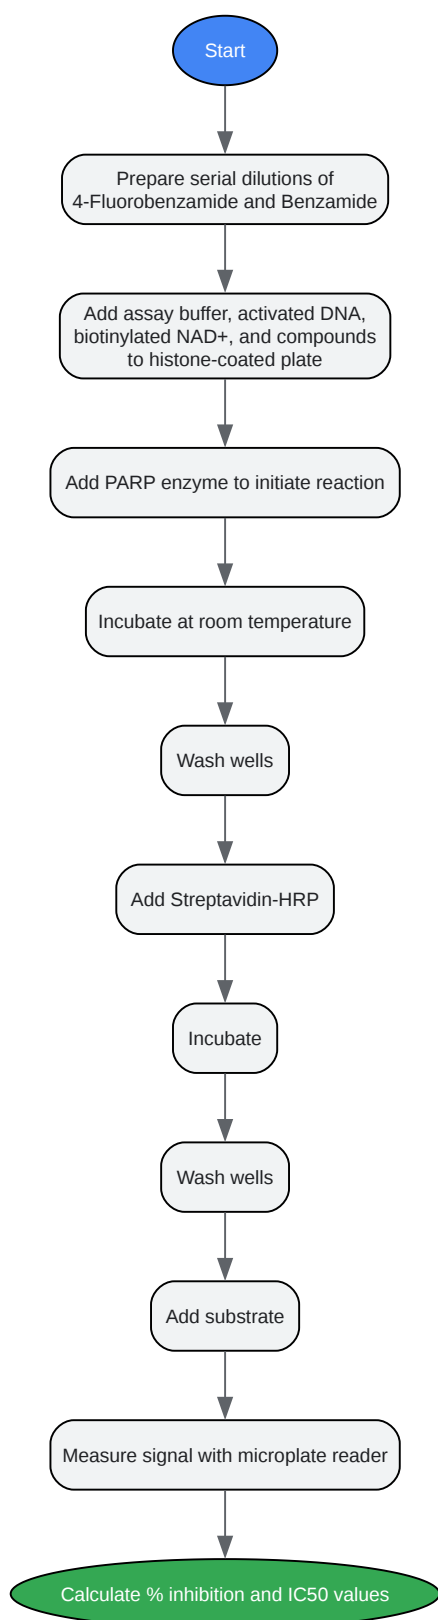 Start
Prepare serial dilutions of
4-Fluorobenzamide and Benzamide
Add assay buffer, activated DNA,
biotinylated NAD+, and compounds
to histone-coated plate
Add PARP enzyme to initiate reaction
Incubate at room temperature
Wash wells
Add Streptavidin-HRP
Incubate
Wash wells
Add substrate
Measure signal with microplate reader
Calculate % inhibition and IC50 values